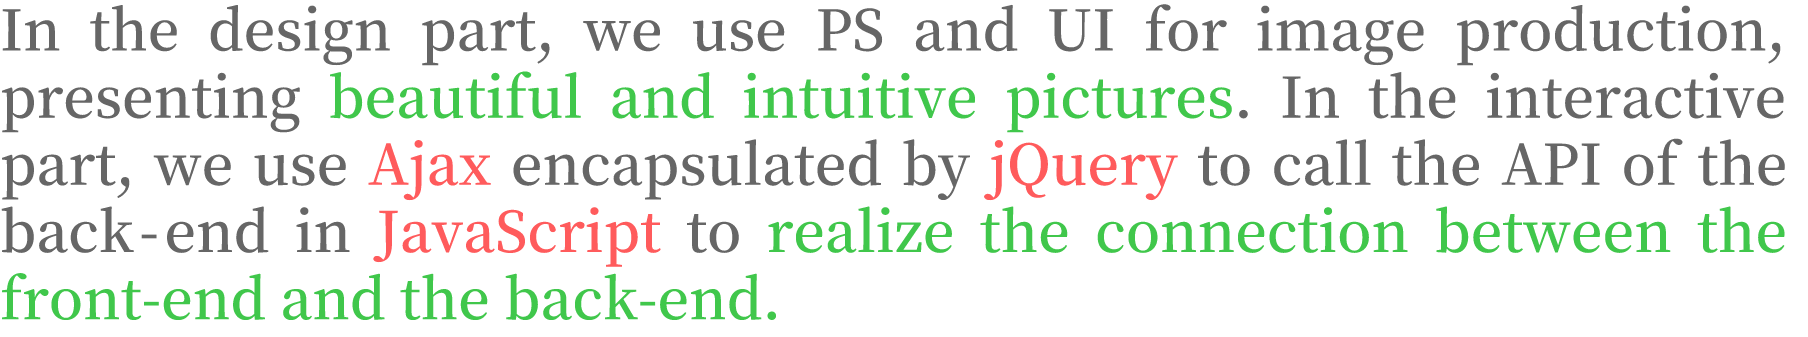 In the design part, we use PS and UI for image production,
presenting beautiful and intuitive pictures. In the interactive
part, we use Ajax encapsulated by jQuery to call the API of the
back-end in JavaScript to realize the connection between the
front-end and the back-end.